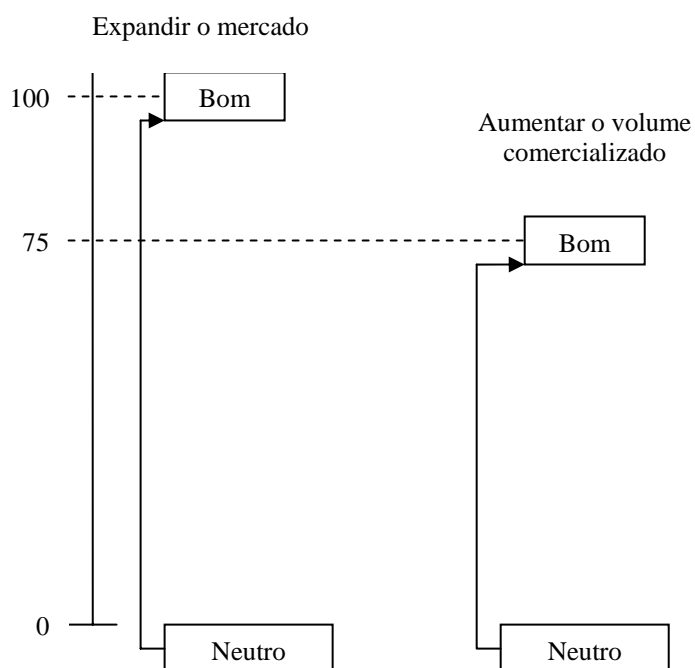 Expandir o mercado
100
Bom
Aumentar o volume
comercializado
75
Bom
0
Neutro
Neutro